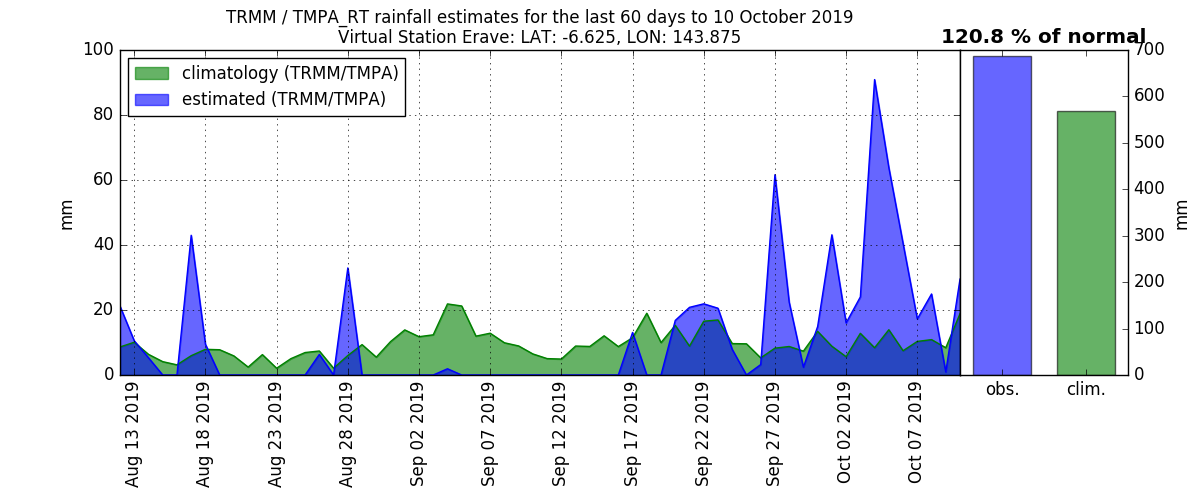 TRMM / TMPA_RT rainfall estimates for the last 60 days to 10 October 2019
Virtual Station Erave: LAT: -6.625, LON: 143.875
120.8 % of normal
climatology (TRMM/TMPA)
estimated (TRMM/TMPA)
mm
100
80
60
40
20
0
Aug 13 2019
Aug 18 2019
Aug 23 2019
Aug 28 2019
Sep 02 2019
Sep 07 2019
Sep 12 2019
Sep 17 2019
Sep 22 2019
Sep 27 2019
Oct 02 2019
Oct 07 2019
obs.
clim.
700
600
500
400
300
200
100
0
mm